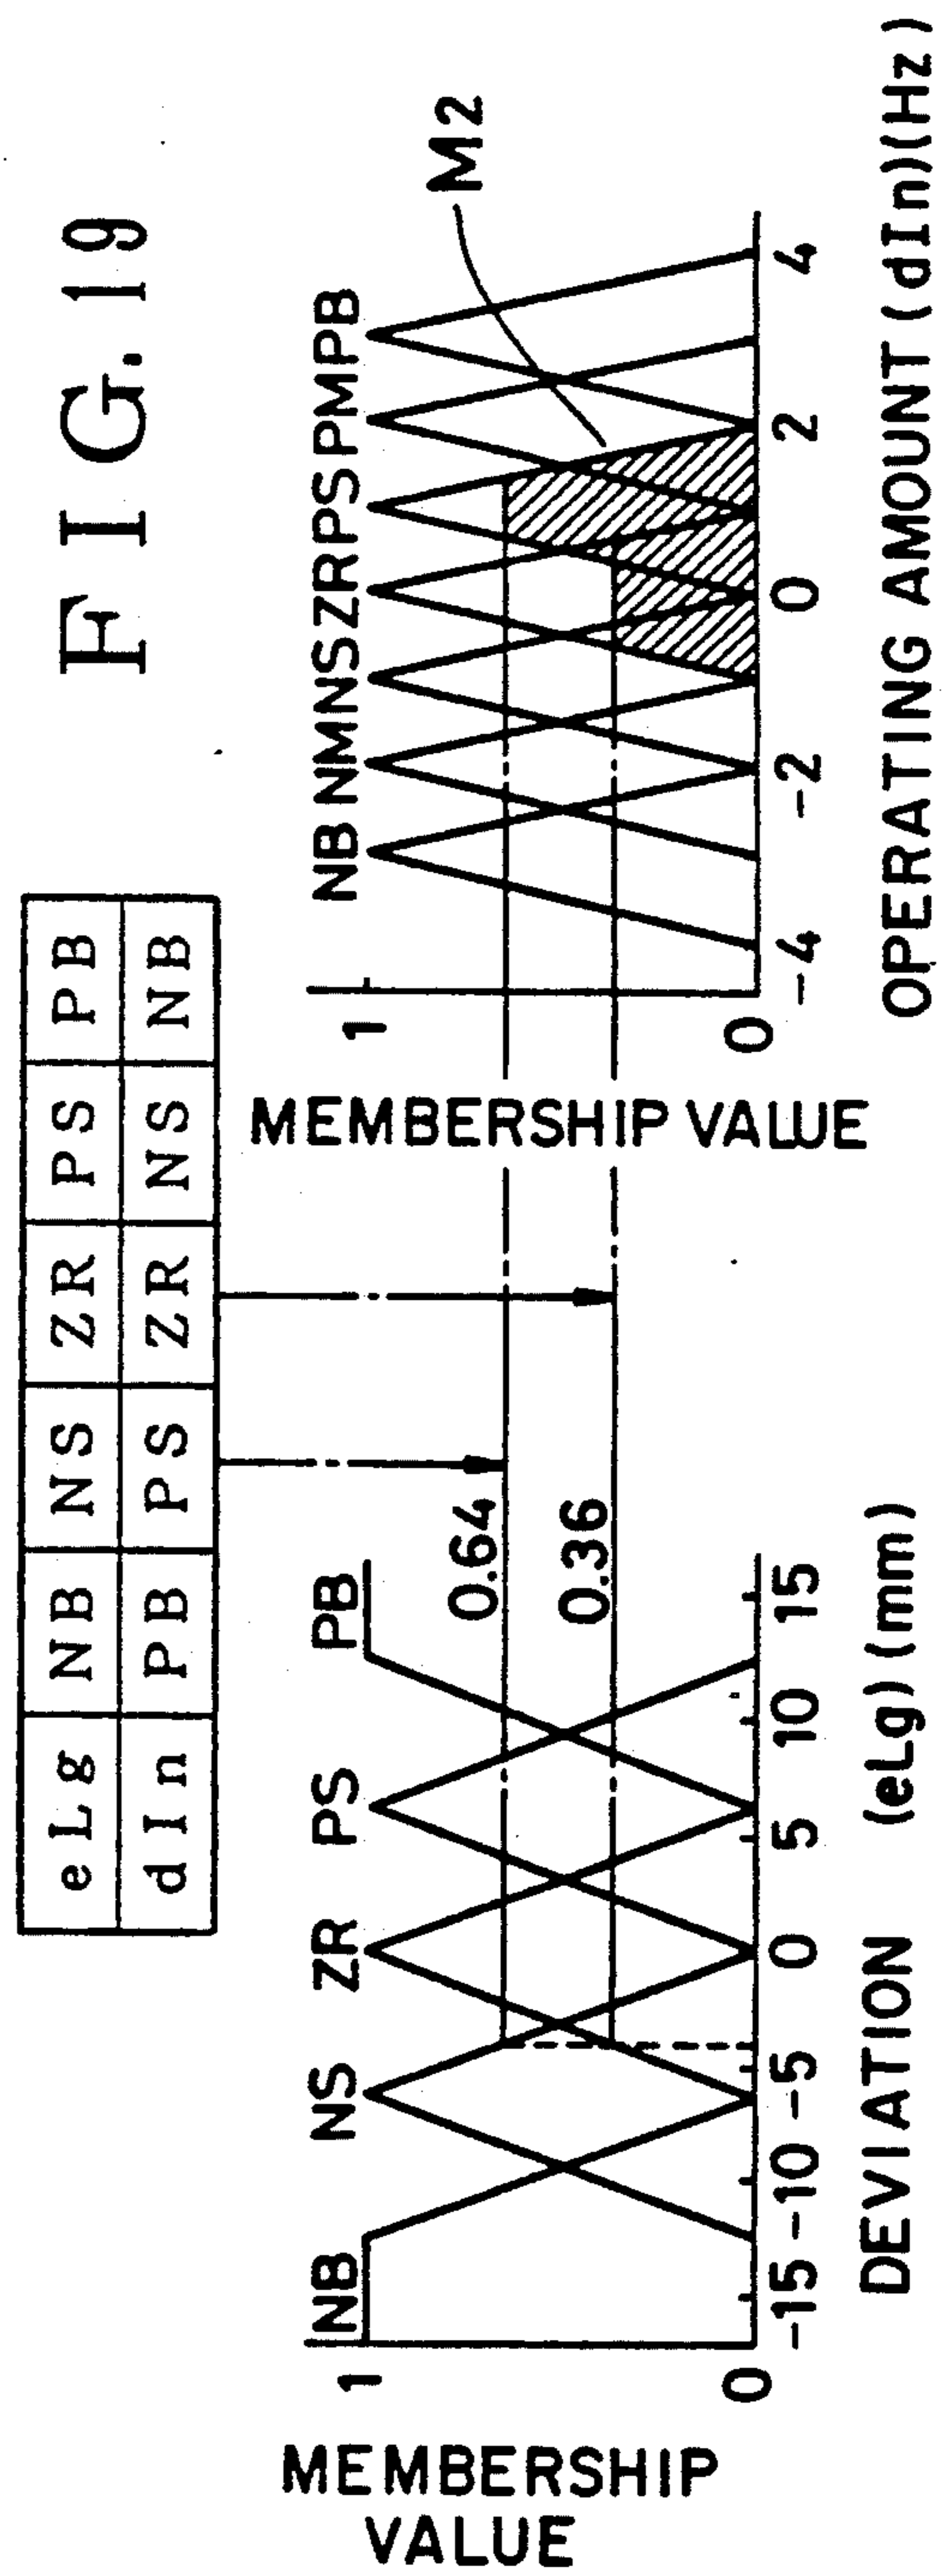 FIG. 19
eLg NB NS ZR PS PB
dIn PB PS ZR NS NB
MEMBERSHIP
VALUE
1
0
NB NS ZR PS PB
0.64
0.36
-15 -10 -5 0 5 10 15
DEVIATION (eLg) (mm)
MEMBERSHIP VALUE
1
0
NB NM NS ZR PS PM PB
M2
-4 -2 0 2 4
OPERATING AMOUNT (dIn)(Hz)